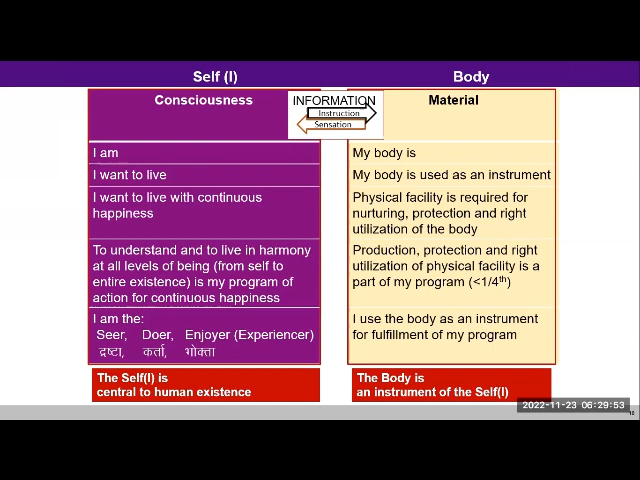 Self (I)
Body
Consciousness
INFORMATION
Instruction
Sensation
Material
I am
My body is
I want to live
My body is used as an instrument
I want to live with continuous
happiness
Physical facility is required for
nurturing, protection and right
utilization of the body
To understand and to live in harmony
at all levels of being (from self to
entire existence) is my program of
action for continuous happiness
Production, protection and right
utilization of physical facility is a
part of my program (<1/4th)
I am the:
Seer, Doer, Enjoyer (Experiencer)
द्रष्टा, कर्ता, भोक्ता
I use the body as an instrument
for fulfillment of my program
The Self(I) is
central to human existence
The Body is
an instrument of the Self(I)
2022-11-23 06:29:53